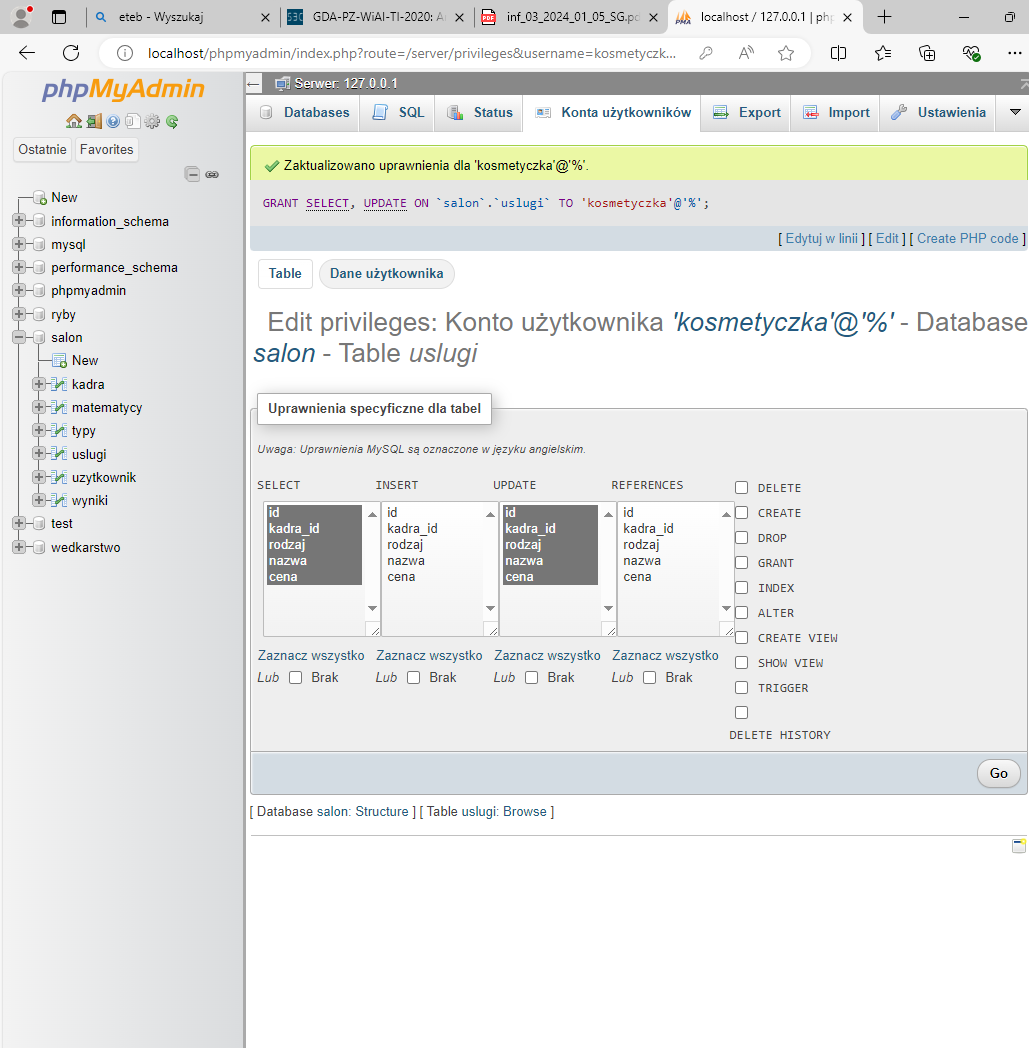 eteb - Wyszukaj
GDA-PZ-WiAI-TI-2020: A
inf_03_2024_01_05_SG.pd
localhost / 127.0.0.1 | php
localhost/phpmyadmin/index.php?route=/server/privileges&username=kosmetyczk...
phpMyAdmin
Ostatnie
Favorites
New
information_schema
mysql
performance_schema
phpmyadmin
ryby
salon
New
kadra
matematycy
typy
uslugi
uzytkownik
wyniki
test
wedkarstwo
Serwer: 127.0.0.1
Databases
SQL
Status
Konta użytkowników
Export
Import
Ustawienia
Zaktualizowano uprawnienia dla 'kosmetyczka'@'%'.
GRANT SELECT, UPDATE ON `salon`.`uslugi` TO 'kosmetyczka'@'%';
[ Edytuj w linii ] [ Edit ] [ Create PHP code ]
Table
Dane użytkownika
Edit privileges: Konto użytkownika 'kosmetyczka'@'%' - Database
salon - Table uslugi
Uprawnienia specyficzne dla tabel
Uwaga: Uprawnienia MySQL są oznaczone w języku angielskim.
SELECT
id
kadra_id
rodzaj
nazwa
cena
Zaznacz wszystko
Lub Brak
INSERT
id
kadra_id
rodzaj
nazwa
cena
Zaznacz wszystko
Lub Brak
UPDATE
id
kadra_id
rodzaj
nazwa
cena
Zaznacz wszystko
Lub Brak
REFERENCES
id
kadra_id
rodzaj
nazwa
cena
Zaznacz wszystko
Lub Brak
DELETE
CREATE
DROP
GRANT
INDEX
ALTER
CREATE VIEW
SHOW VIEW
TRIGGER
DELETE HISTORY
Go
[ Database salon: Structure ] [ Table uslugi: Browse ]